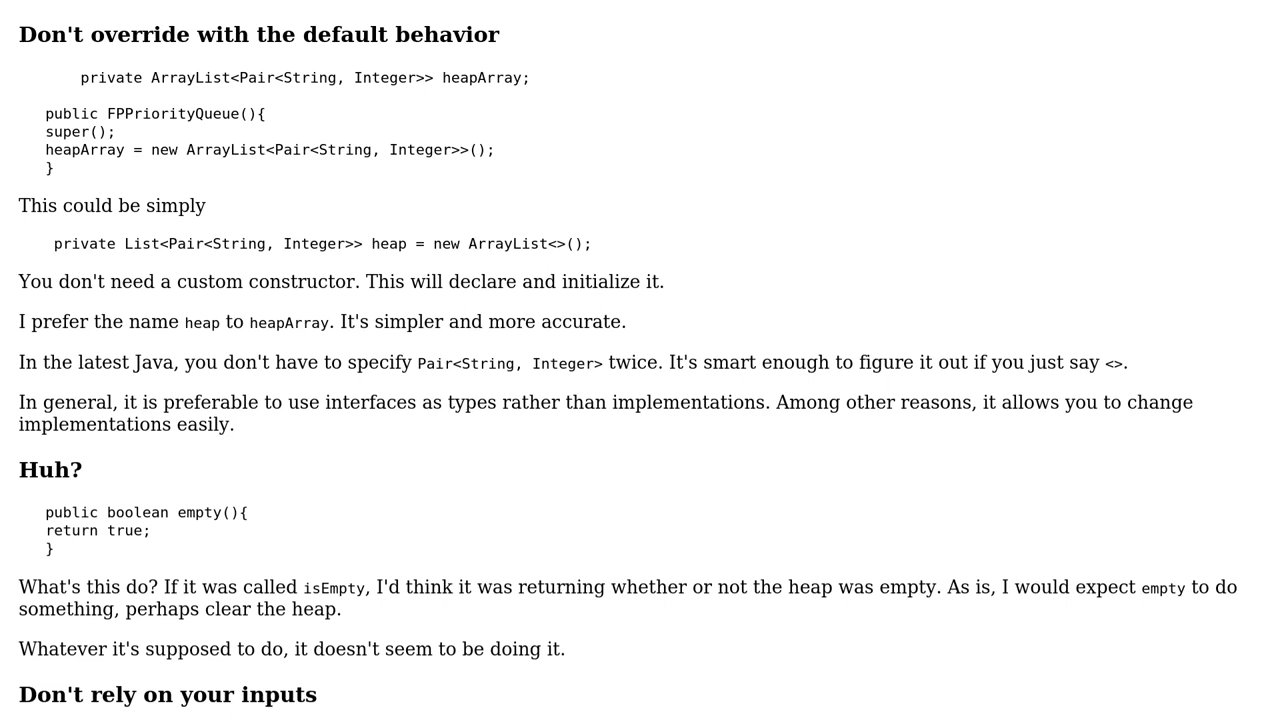 Don't override with the default behavior
private ArrayList<Pair<String, Integer>> heapArray;
public FPPriorityQueue(){
super();
heapArray = new ArrayList<Pair<String, Integer>>();
}
This could be simply
private List<Pair<String, Integer>> heap = new ArrayList<>();
You don't need a custom constructor. This will declare and initialize it.
I prefer the name heap to heapArray. It's simpler and more accurate.
In the latest Java, you don't have to specify Pair<String, Integer> twice. It's smart enough to figure it out if you just say <>.
In general, it is preferable to use interfaces as types rather than implementations. Among other reasons, it allows you to change
implementations easily.
Huh?
public boolean empty(){
return true;
}
What's this do? If it was called isEmpty, I'd think it was returning whether or not the heap was empty. As is, I would expect empty to do
something, perhaps clear the heap.
Whatever it's supposed to do, it doesn't seem to be doing it.
Don't rely on your inputs